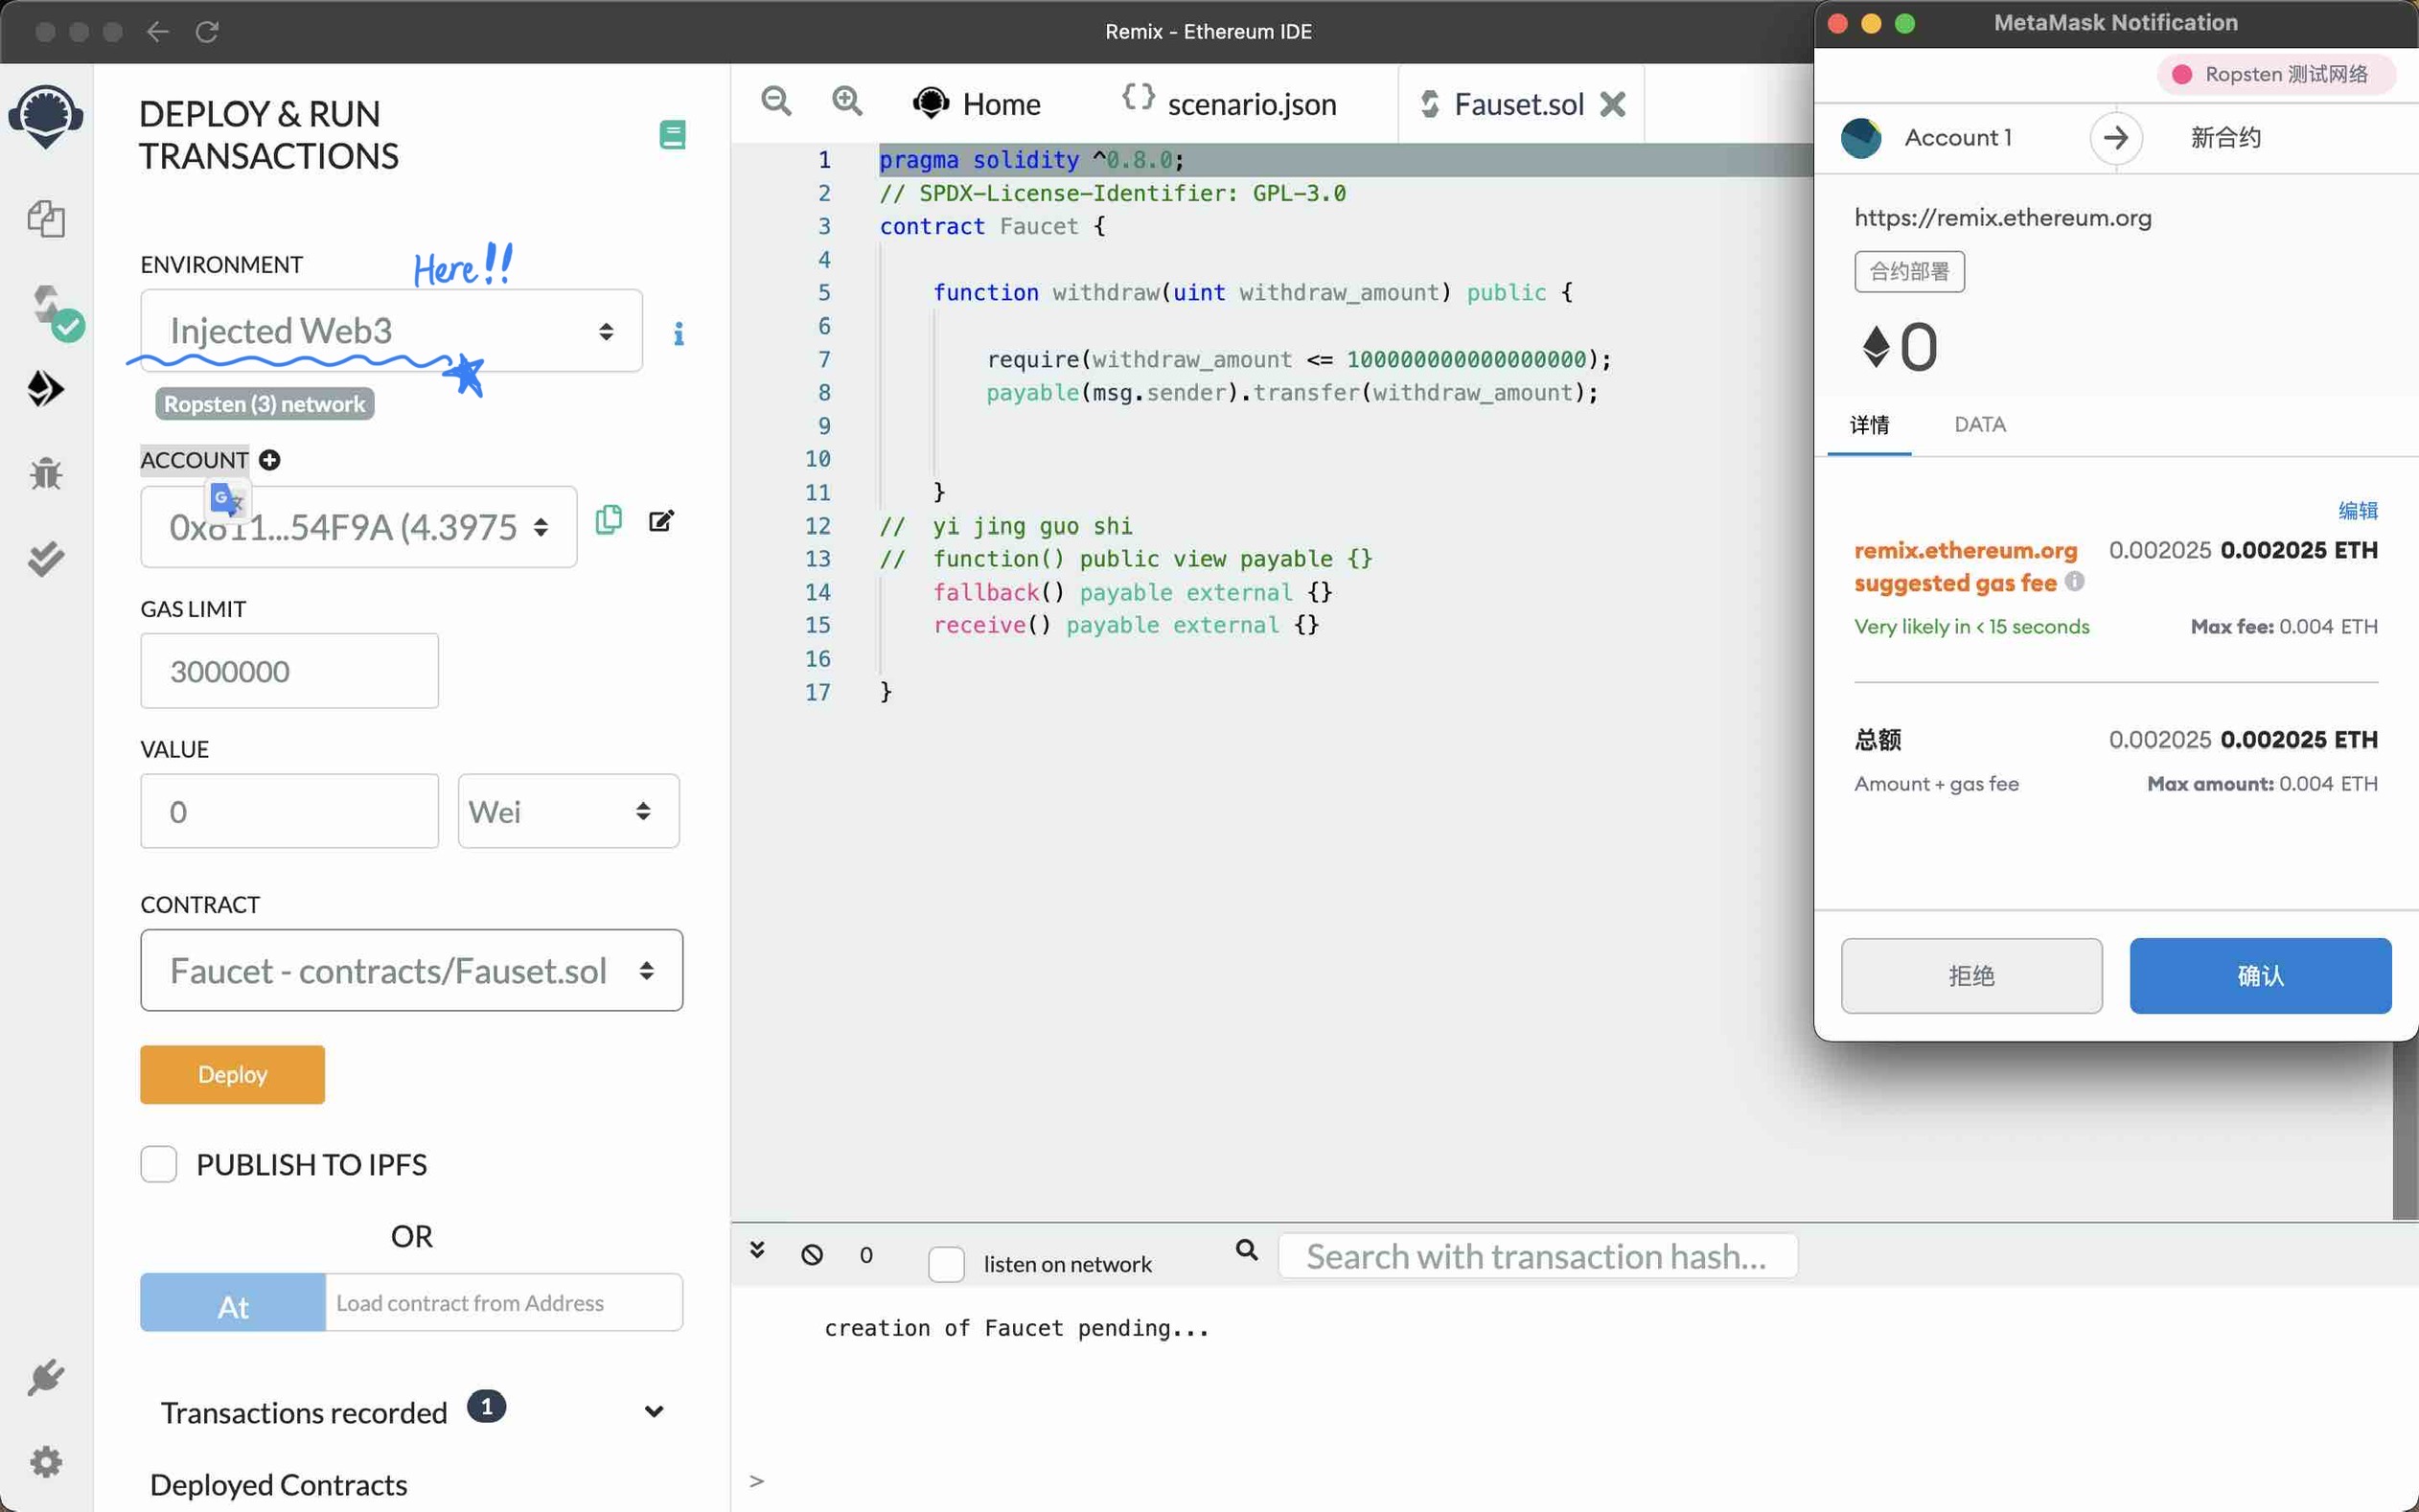 Remix - Ethereum IDE
DEPLOY & RUN
TRANSACTIONS
ENVIRONMENT
Here!!
Injected Web3
i
Ropsten (3) network
ACCOUNT
0x611...54F9A (4.3975
GAS LIMIT
3000000
VALUE
0
Wei
CONTRACT
Faucet - contracts/Fauset.sol
Deploy
PUBLISH TO IPFS
OR
At
Load contract from Address
Transactions recorded 1
Deployed Contracts
Home
{} scenario.json
Fauset.sol
1 pragma solidity ^0.8.0;
2 // SPDX-License-Identifier: GPL-3.0
3 contract Faucet {
4
5 function withdraw(uint withdraw_amount) public {
6
7 require(withdraw_amount <= 100000000000000000);
8 payable(msg.sender).transfer(withdraw_amount);
9
10
11 }
12 // yi jing guo shi
13 // function() public view payable {}
14 fallback() payable external {}
15 receive() payable external {}
16
17 }
0
listen on network
Search with transaction hash...
creation of Faucet pending...
>
MetaMask Notification
Ropsten 测试网络
Account 1
新合约
https://remix.ethereum.org
合约部署
0
详情
DATA
编辑
remix.ethereum.org 0.002025 0.002025 ETH
suggested gas fee
Very likely in < 15 seconds Max fee: 0.004 ETH
总额 0.002025 0.002025 ETH
Amount + gas fee Max amount: 0.004 ETH
拒绝
确认